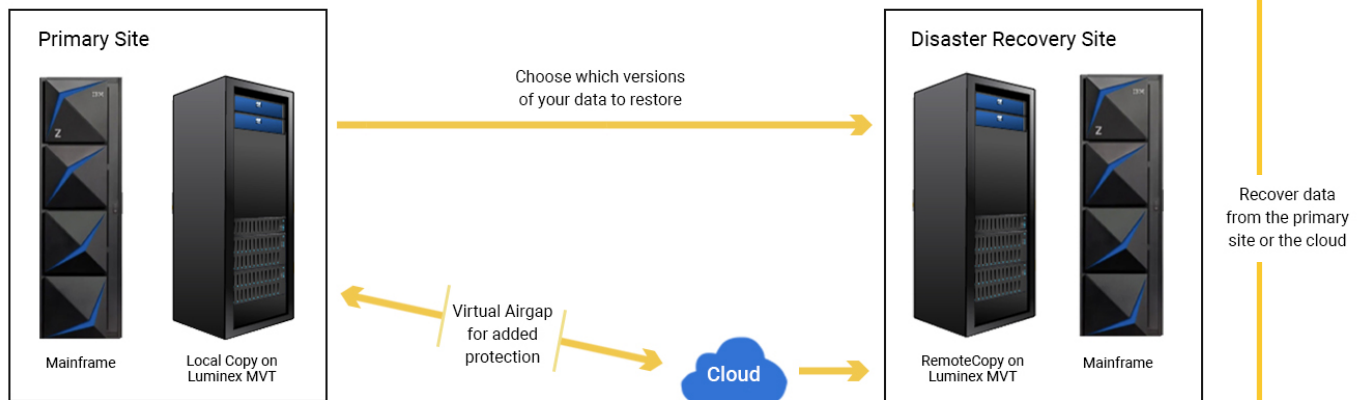 Primary Site
IBM
Z
Mainframe
Local Copy on
Luminex MVT
Choose which versions
of your data to restore
Virtual Airgap
for added
protection
Cloud
Disaster Recovery Site
RemoteCopy on
Luminex MVT
IBM
Z
Mainframe
Recover data
from the primary
site or the cloud